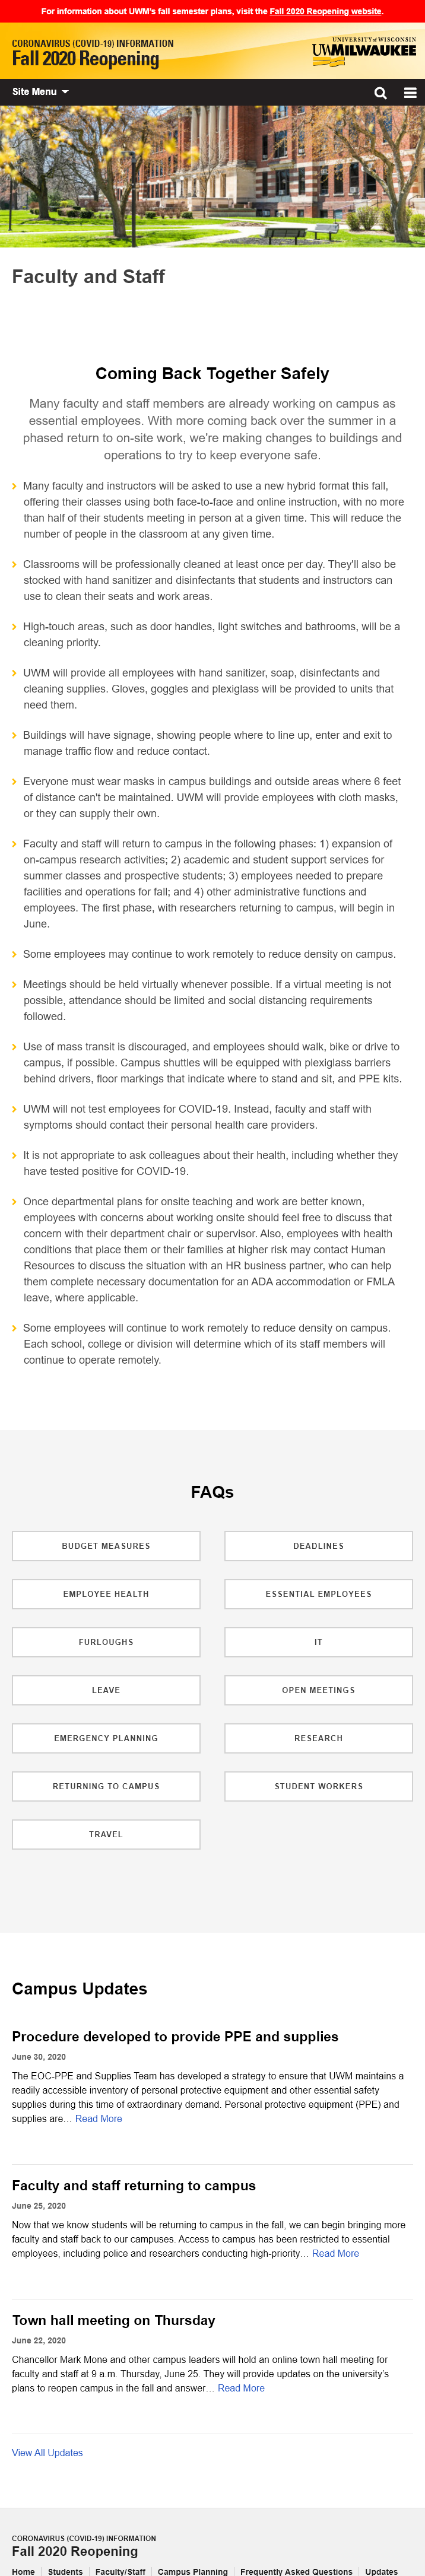 For information about UWM's fall semester plans, visit the Fall 2020 Reopening website.
CORONAVIRUS (COVID-19) INFORMATION
Fall 2020 Reopening
UNIVERSITY of WISCONSIN
UWMILWAUKEE
Site Menu
Faculty and Staff
Coming Back Together Safely
Many faculty and staff members are already working on campus as
essential employees. With more coming back over the summer in a
phased return to on-site work, we're making changes to buildings and
operations to try to keep everyone safe.
Many faculty and instructors will be asked to use a new hybrid format this fall,
offering their classes using both face-to-face and online instruction, with no more
than half of their students meeting in person at a given time. This will reduce the
number of people in the classroom at any given time.
Classrooms will be professionally cleaned at least once per day. They'll also be
stocked with hand sanitizer and disinfectants that students and instructors can
use to clean their seats and work areas.
High-touch areas, such as door handles, light switches and bathrooms, will be a
cleaning priority.
UWM will provide all employees with hand sanitizer, soap, disinfectants and
cleaning supplies. Gloves, goggles and plexiglass will be provided to units that
need them.
Buildings will have signage, showing people where to line up, enter and exit to
manage traffic flow and reduce contact.
Everyone must wear masks in campus buildings and outside areas where 6 feet
of distance can't be maintained. UWM will provide employees with cloth masks,
or they can supply their own.
Faculty and staff will return to campus in the following phases: 1) expansion of
on-campus research activities; 2) academic and student support services for
summer classes and prospective students; 3) employees needed to prepare
facilities and operations for fall; and 4) other administrative functions and
employees. The first phase, with researchers returning to campus, will begin in
June.
Some employees may continue to work remotely to reduce density on campus.
Meetings should be held virtually whenever possible. If a virtual meeting is not
possible, attendance should be limited and social distancing requirements
followed.
Use of mass transit is discouraged, and employees should walk, bike or drive to
campus, if possible. Campus shuttles will be equipped with plexiglass barriers
behind drivers, floor markings that indicate where to stand and sit, and PPE kits.
UWM will not test employees for COVID-19. Instead, faculty and staff with
symptoms should contact their personal health care providers.
It is not appropriate to ask colleagues about their health, including whether they
have tested positive for COVID-19.
Once departmental plans for onsite teaching and work are better known,
employees with concerns about working onsite should feel free to discuss that
concern with their department chair or supervisor. Also, employees with health
conditions that place them or their families at higher risk may contact Human
Resources to discuss the situation with an HR business partner, who can help
them complete necessary documentation for an ADA accommodation or FMLA
leave, where applicable.
Some employees will continue to work remotely to reduce density on campus.
Each school, college or division will determine which of its staff members will
continue to operate remotely.
FAQs
BUDGET MEASURES
DEADLINES
EMPLOYEE HEALTH
ESSENTIAL EMPLOYEES
FURLOUGHS
IT
LEAVE
OPEN MEETINGS
EMERGENCY PLANNING
RESEARCH
RETURNING TO CAMPUS
STUDENT WORKERS
TRAVEL
Campus Updates
Procedure developed to provide PPE and supplies
June 30, 2020
The EOC-PPE and Supplies Team has developed a strategy to ensure that UWM maintains a
readily accessible inventory of personal protective equipment and other essential safety
supplies during this time of extraordinary demand. Personal protective equipment (PPE) and
supplies are… Read More
Faculty and staff returning to campus
June 25, 2020
Now that we know students will be returning to campus in the fall, we can begin bringing more
faculty and staff back to our campuses. Access to campus has been restricted to essential
employees, including police and researchers conducting high-priority… Read More
Town hall meeting on Thursday
June 22, 2020
Chancellor Mark Mone and other campus leaders will hold an online town hall meeting for
faculty and staff at 9 a.m. Thursday, June 25. They will provide updates on the university's
plans to reopen campus in the fall and answer… Read More
View All Updates
CORONAVIRUS (COVID-19) INFORMATION
Fall 2020 Reopening
Home Students Faculty/Staff Campus Planning Frequently Asked Questions Updates